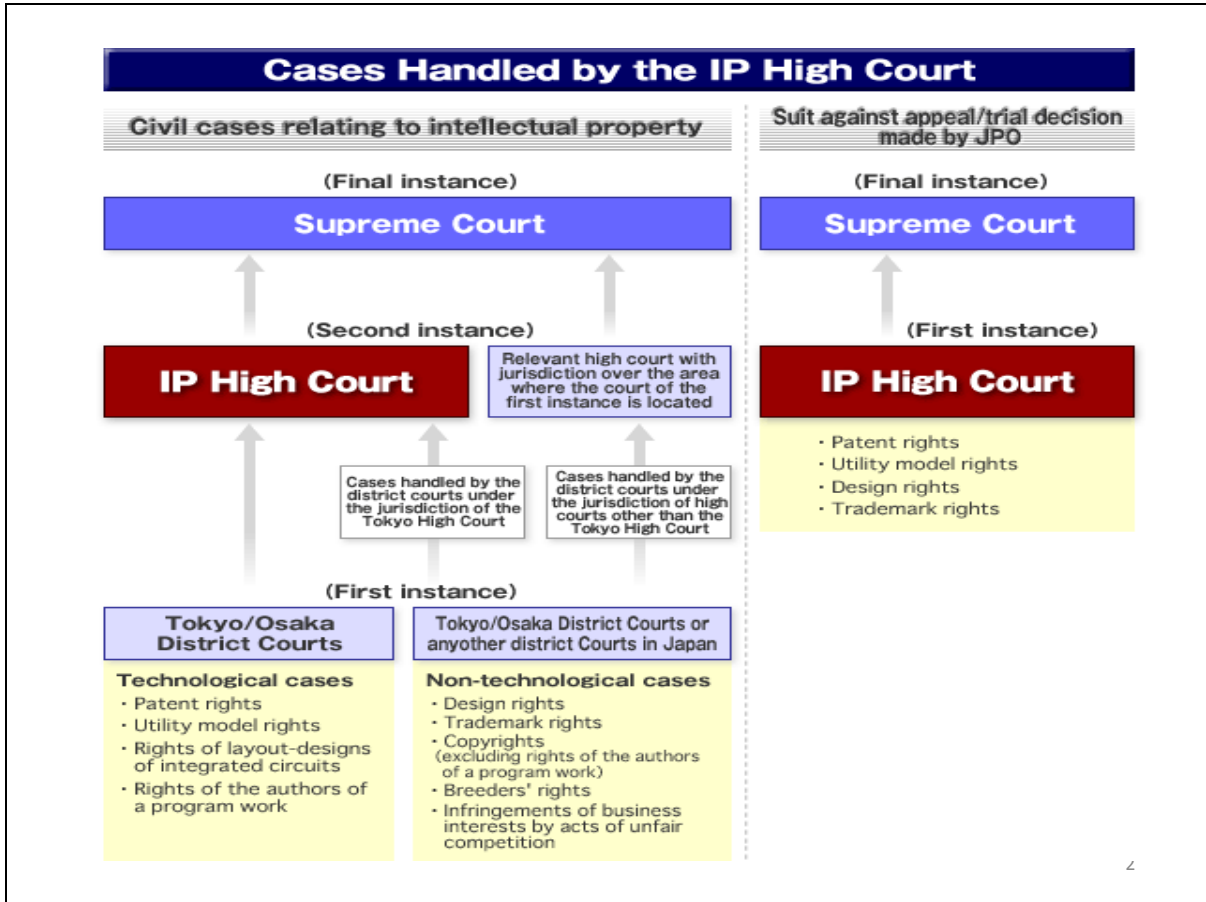 Cases Handled by the IP High Court
Civil cases relating to intellectual property
(Final instance)
Supreme Court
(Second instance)
IP High Court
Relevant high court with
jurisdiction over the area
where the court of the
first instance is located
Cases handled by the
district courts under
the jurisdiction of the
Tokyo High Court
Cases handled by the
district courts under
the jurisdiction of high
courts other than the
Tokyo High Court
(First instance)
Tokyo/Osaka
District Courts
Technological cases
・Patent rights
・Utility model rights
・Rights of layout-designs
of integrated circuits
・Rights of the authors of
a program work
Tokyo/Osaka District Courts or
anyother district Courts in Japan
Non-technological cases
・Design rights
・Trademark rights
・Copyrights
(excluding rights of the authors
of a program work)
・Breeders' rights
・Infringements of business
interests by acts of unfair
competition
Suit against appeal/trial decision
made by JPO
(Final instance)
Supreme Court
(First instance)
IP High Court
・Patent rights
・Utility model rights
・Design rights
・Trademark rights
2